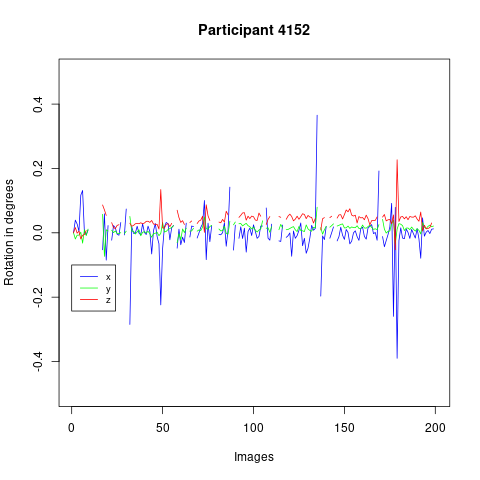 Participant 4152
Rotation in degrees
0.4
0.2
0.0
-0.2
-0.4
x
y
z
0 50 100 150 200
Images